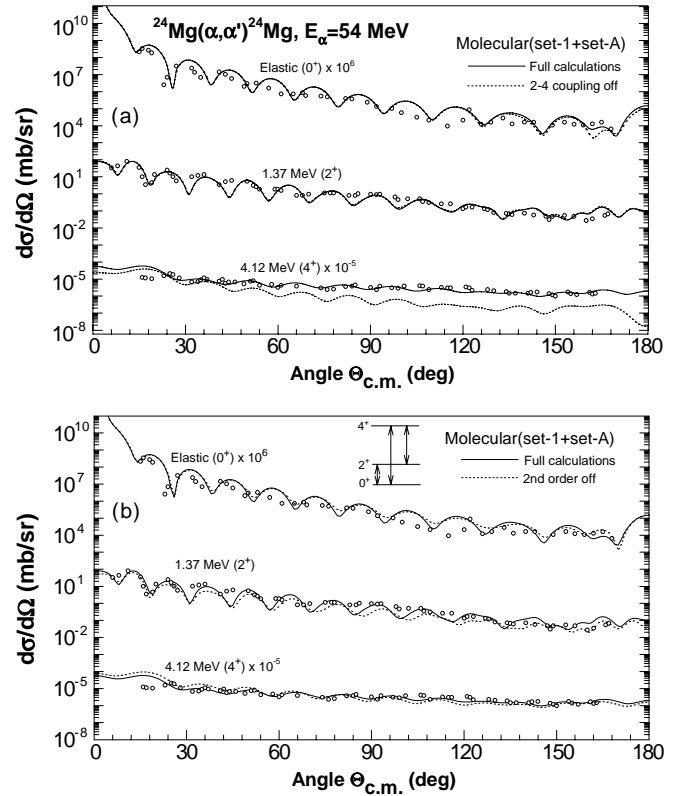 ²⁴Mg(α,α')²⁴Mg, Eα=54 MeV
Molecular(set-1+set-A)
Full calculations
2-4 coupling off
Elastic (0⁺) x 10⁶
(a)
1.37 MeV (2⁺)
4.12 MeV (4⁺) x 10⁻⁵
10¹⁰
10⁷
10⁴
10¹
10⁻²
10⁻⁵
10⁻⁸
dσ/dΩ (mb/sr)
0 30 60 90 120 150 180
Angle Θc.m. (deg)
4⁺
2⁺
0⁺
Molecular(set-1+set-A)
Full calculations
2nd order off
Elastic (0⁺) x 10⁶
(b)
1.37 MeV (2⁺)
4.12 MeV (4⁺) x 10⁻⁵
10¹⁰
10⁷
10⁴
10¹
10⁻²
10⁻⁵
10⁻⁸
dσ/dΩ (mb/sr)
0 30 60 90 120 150 180
Angle Θc.m. (deg)